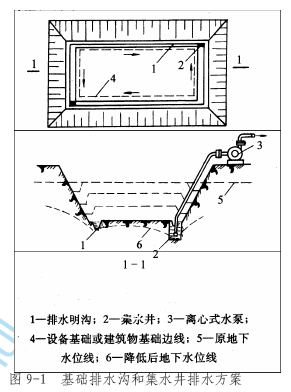 1
1
4
1
2
3
5
1
6
2
1-1
1—排水明沟；2—集水井；3—离心式水泵；
4—设备基础或建筑物基础边线；5—原地下
水位线；6—降低后地下水位线
图 9-1 基础排水沟和集水井排水方案